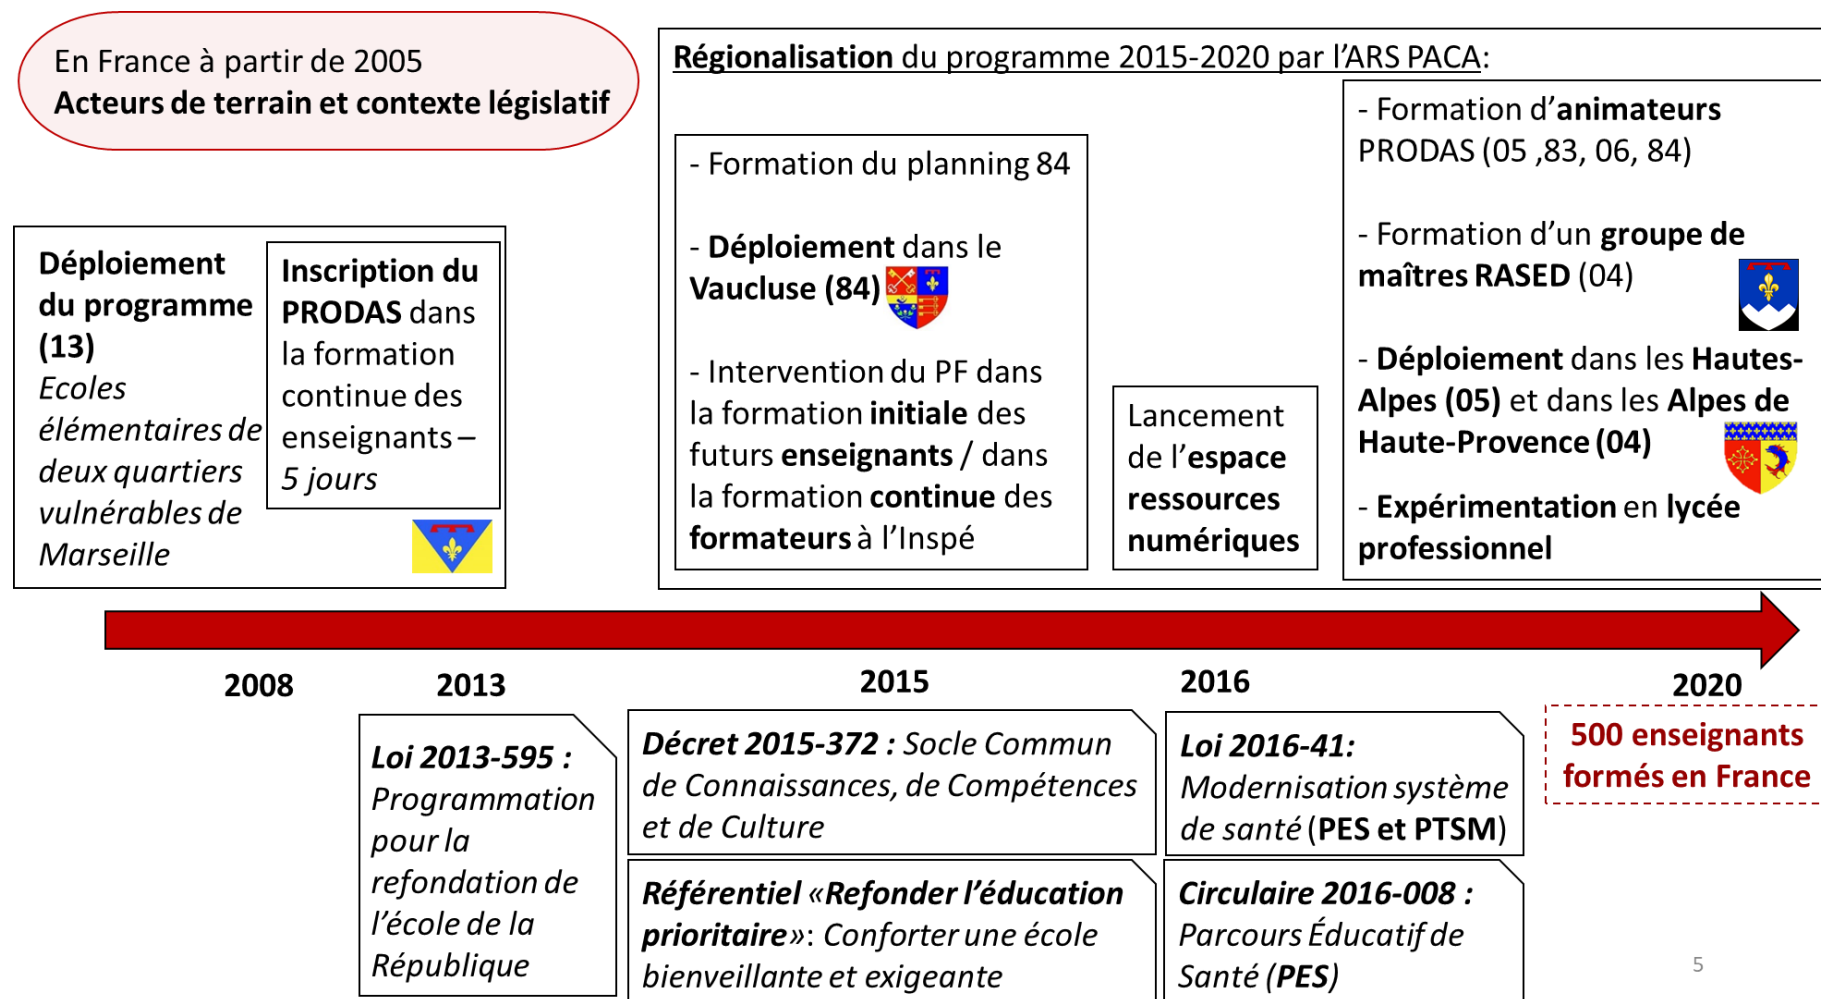 En France à partir de 2005
Acteurs de terrain et contexte législatif
Déploiement
du programme
(13)
Ecoles
élémentaires de
deux quartiers
vulnérables de
Marseille
Inscription du
PRODAS dans
la formation
continue des
enseignants –
5 jours
Régionalisation du programme 2015-2020 par l’ARS PACA:
- Formation du planning 84
- Déploiement dans le
Vaucluse (84)
- Intervention du PF dans
la formation initiale des
futurs enseignants / dans
la formation continue des
formateurs à l’Inspé
Lancement
de l’espace
ressources
numériques
- Formation d’animateurs
PRODAS (05 ,83, 06, 84)
- Formation d’un groupe de
maîtres RASED (04)
- Déploiement dans les Hautes-
Alpes (05) et dans les Alpes de
Haute-Provence (04)
- Expérimentation en lycée
professionnel
2008
2013
2015
2016
2020
Loi 2013-595 :
Programmation
pour la
refondation de
l’école de la
République
Décret 2015-372 : Socle Commun
de Connaissances, de Compétences
et de Culture
Référentiel «Refonder l’éducation
prioritaire»: Conforter une école
bienveillante et exigeante
Loi 2016-41:
Modernisation système
de santé (PES et PTSM)
Circulaire 2016-008 :
Parcours Éducatif de
Santé (PES)
500 enseignants
formés en France
5